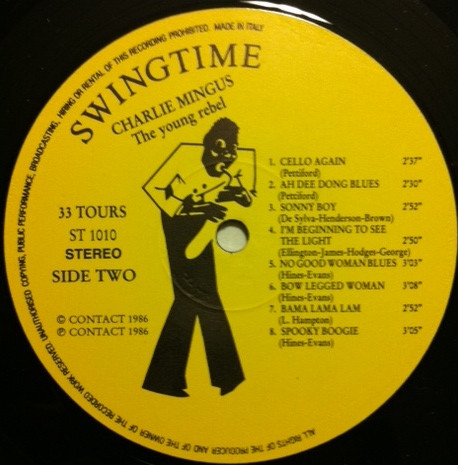 UNAUTHORISED COPYING, PUBLIC PERFORMANCE, BROADCASTING, HIRING OR RENTAL OF THIS RECORDING PROHIBITED. MADE IN ITALY
SWINGTIME
CHARLIE MINGUS
The young rebel
33 TOURS
ST 1010
STEREO
SIDE TWO
© CONTACT 1986
℗ CONTACT 1986
1. CELLO AGAIN 2'37"
(Pettiford)
2. AH DEE DONG BLUES 2'30"
(Pettiford)
3. SONNY BOY 2'52"
(De Sylva-Henderson-Brown)
4. I'M BEGINNING TO SEE
THE LIGHT 2'50"
(Ellington-James-Hodges-George)
5. NO GOOD WOMAN BLUES 3'03"
(Hines-Evans)
6. BOW LEGGED WOMAN 3'08"
(Hines-Evans)
7. BAMA LAMA LAM 2'52"
(L. Hampton)
8. SPOOKY BOOGIE 3'05"
(Hines-Evans)
ALL RIGHTS OF THE PRODUCER AND OF THE OWNER OF THE RECORDED WORK RESERVED.